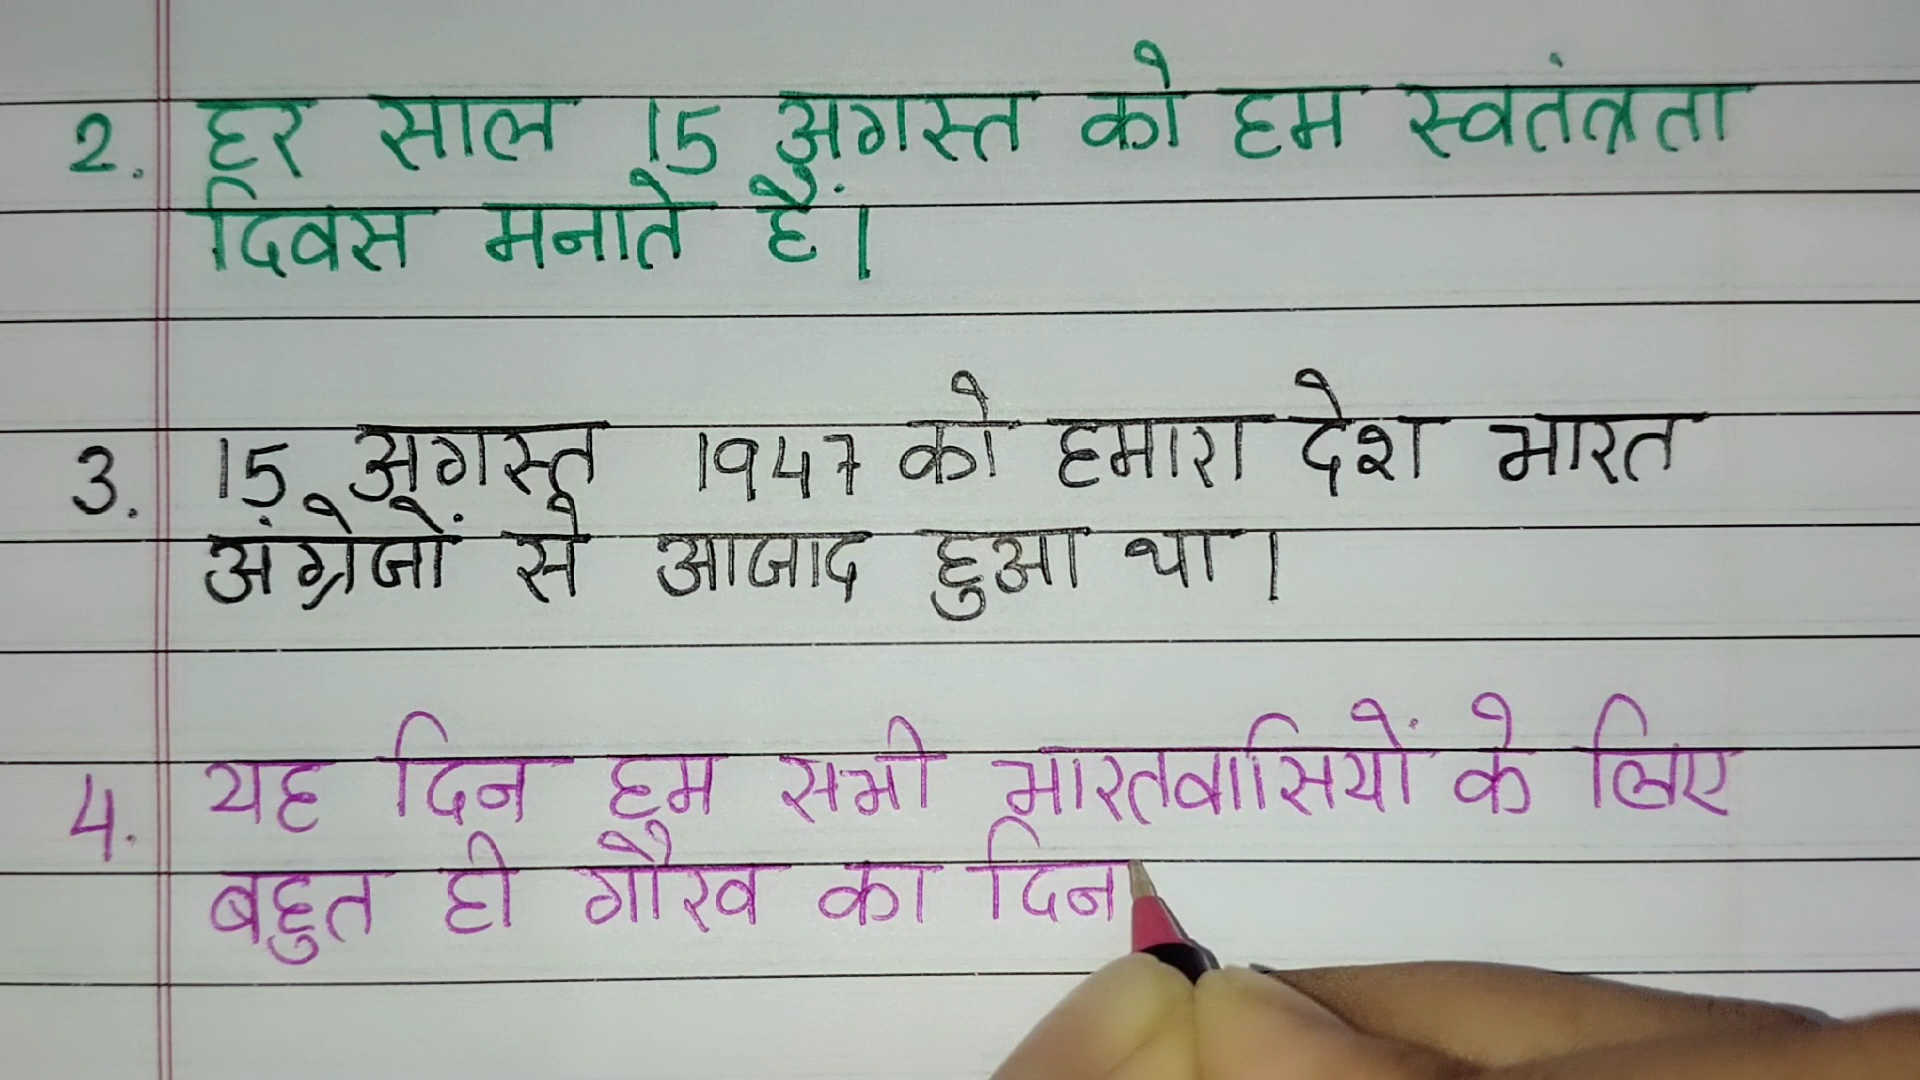 2. हर साल 15 अगस्त को हम स्वतंत्रता
दिवस मनाते हैं।
3. 15 अगस्त 1947 को हमारा देश भारत
अंग्रेजों से आजाद हुआ था।
4. यह दिन हम सभी भारतवासियों के लिए
बहुत ही गौरव का दिन